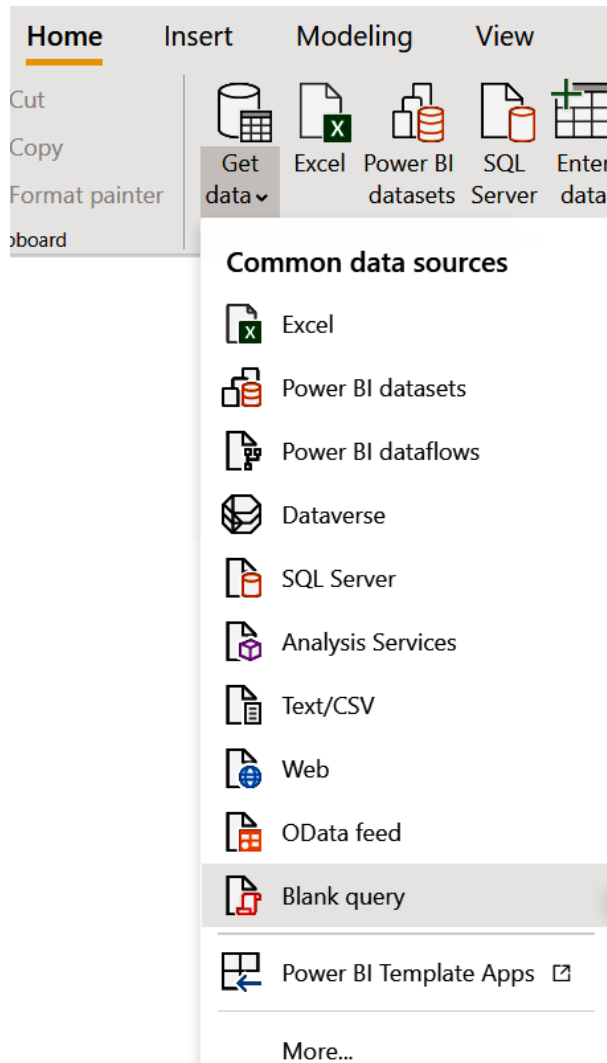 Home Insert Modeling View
Cut
Copy
Format painter
Get data
Excel
Power BI datasets
SQL Server
Enter data
Common data sources
Excel
Power BI datasets
Power BI dataflows
Dataverse
SQL Server
Analysis Services
Text/CSV
Web
OData feed
Blank query
Power BI Template Apps
More...